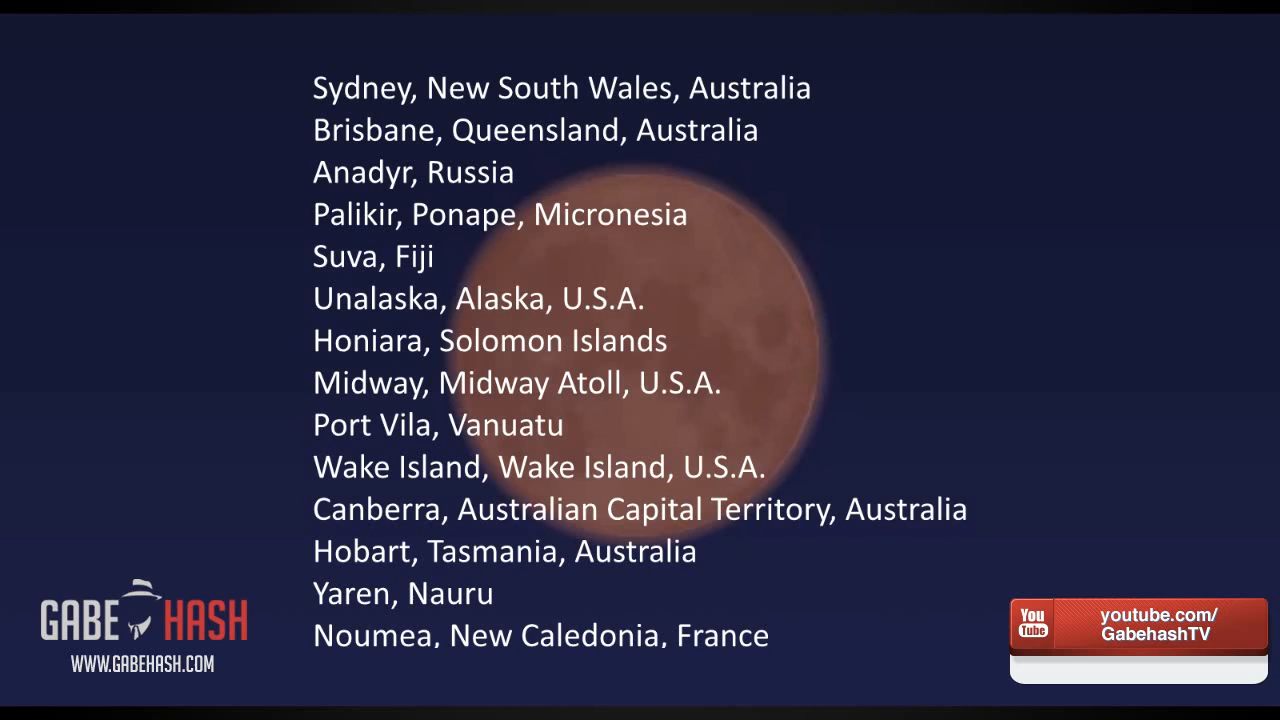 Sydney, New South Wales, Australia
Brisbane, Queensland, Australia
Anadyr, Russia
Palikir, Ponape, Micronesia
Suva, Fiji
Unalaska, Alaska, U.S.A.
Honiara, Solomon Islands
Midway, Midway Atoll, U.S.A.
Port Vila, Vanuatu
Wake Island, Wake Island, U.S.A.
Canberra, Australian Capital Territory, Australia
Hobart, Tasmania, Australia
Yaren, Nauru
Noumea, New Caledonia, France
GABE HASH
WWW.GABEHASH.COM
You Tube
youtube.com/
GabehashTV